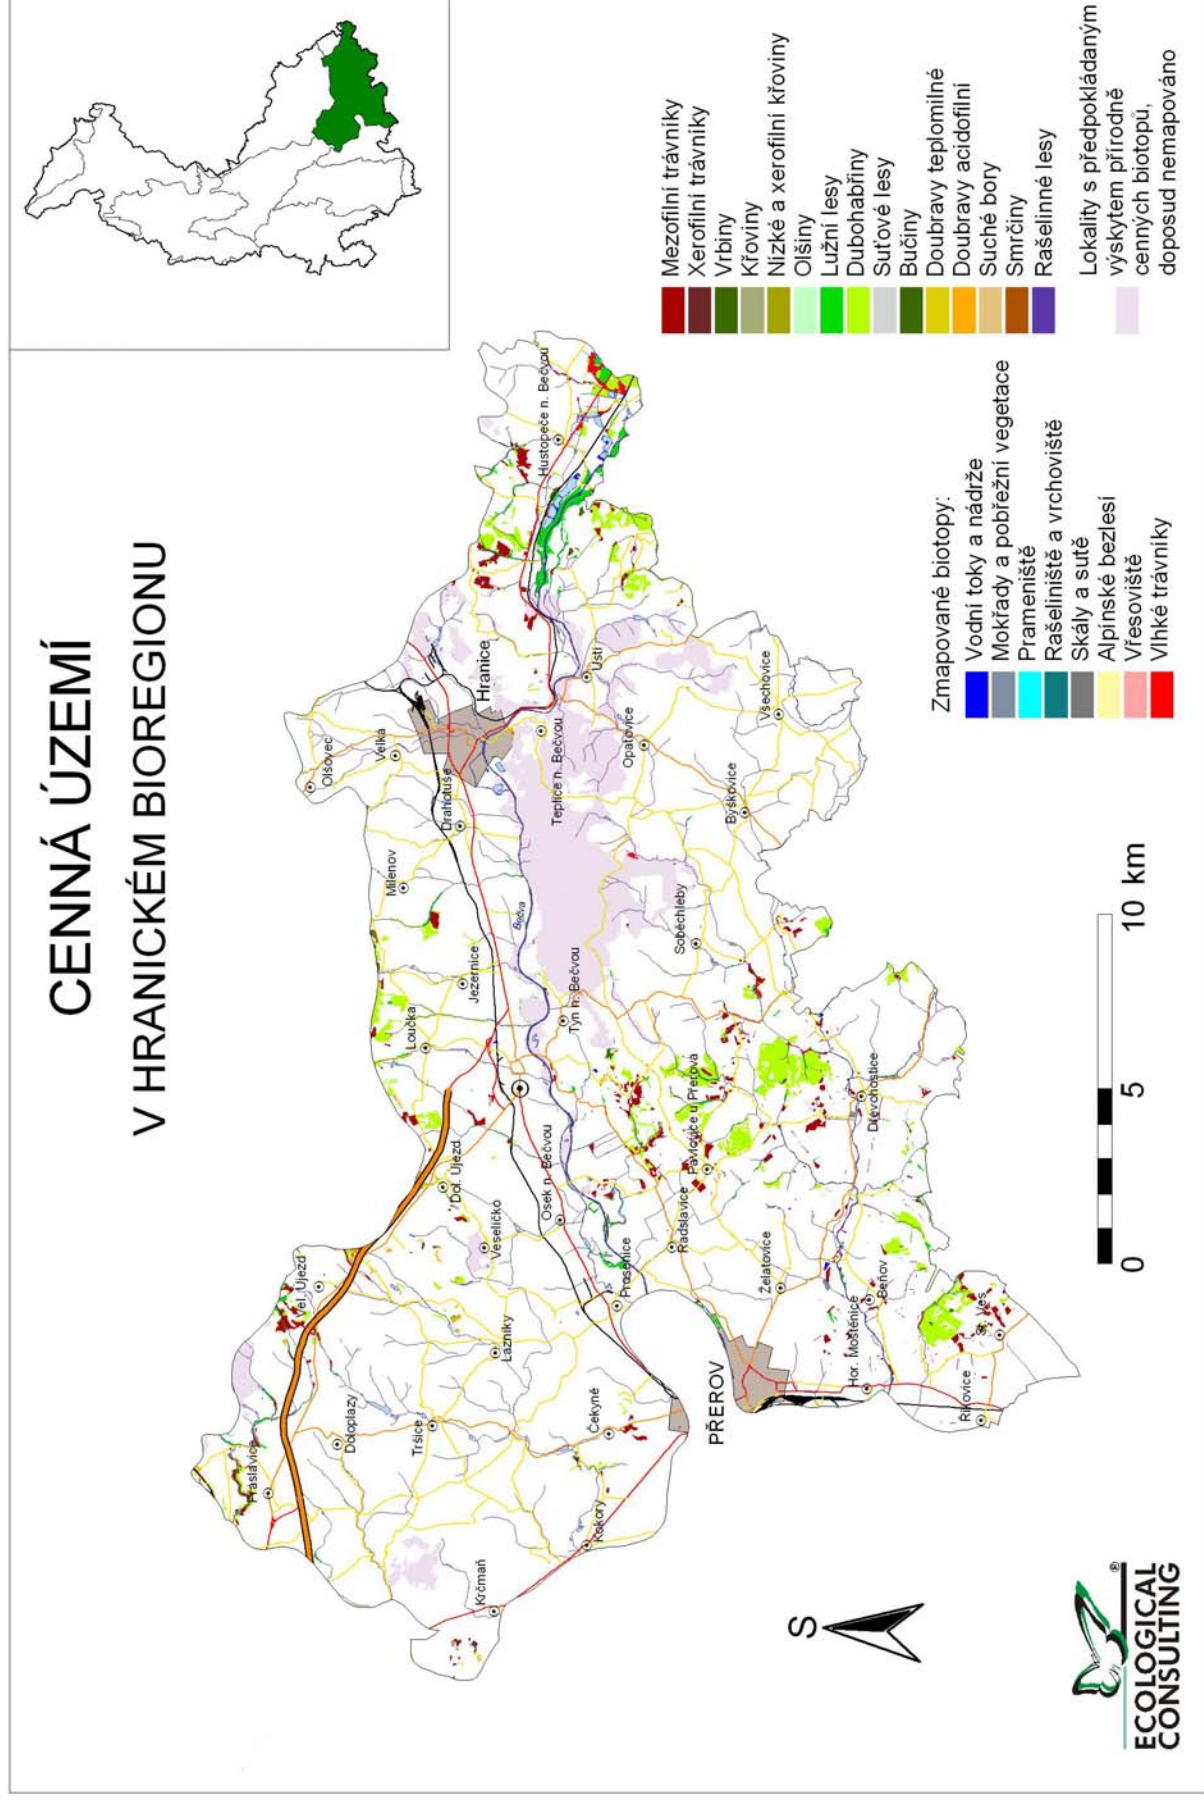 CENNÁ ÚZEMÍ
V HRANICKÉM BIOREGIONU
Olšovec
Velka
Hranice
Drahotuše
Milenov
Hustopeče n. Bečvou
Ústí
Teplice n. Bečvou
Opatovice
Všechovice
Byškovice
Bečva
Jezernice
Loučka
Týn n. Bečvou
Soběchleby
Dol. Újezd
Vel. Újezd
Veselíčko
Osek n. Bečvou
Pavlovice u Přerova
Dřevohostice
Radslavice
Prosenice
Želatovice
Lazníky
Beňov
Hor. Moštěnice
Ves
Říkovice
PŘEROV
Čekyně
Tršice
Doloplazy
Přáslavice
Kokory
Krčmaň
S
0 5 10 km
Zmapované biotopy:
Vodní toky a nádrže
Mokřady a pobřežní vegetace
Prameniště
Rašeliniště a vrchoviště
Skály a sutě
Alpinské bezlesí
Vřesoviště
Vlhké trávníky
Mezofilní trávníky
Xerofilní trávníky
Vrbiny
Křoviny
Nízké a xerofilní křoviny
Olšiny
Lužní lesy
Dubohabřiny
Suťové lesy
Bučiny
Doubravy teplomilné
Doubravy acidofilní
Suché bory
Smrčiny
Rašelinné lesy
Lokality s předpokládaným
výskytem přírodně
cenných biotopů,
doposud nemapováno
ECOLOGICAL
CONSULTING
®